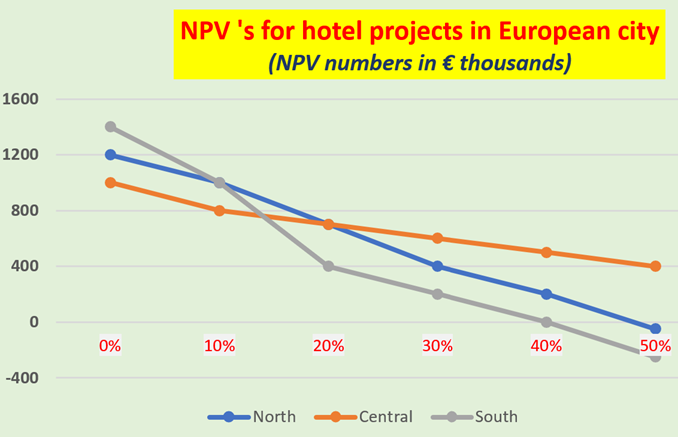 NPV 's for hotel projects in European city
(NPV numbers in € thousands)
1600
1200
800
400
0
-400
0% 10% 20% 30% 40% 50%
North Central South